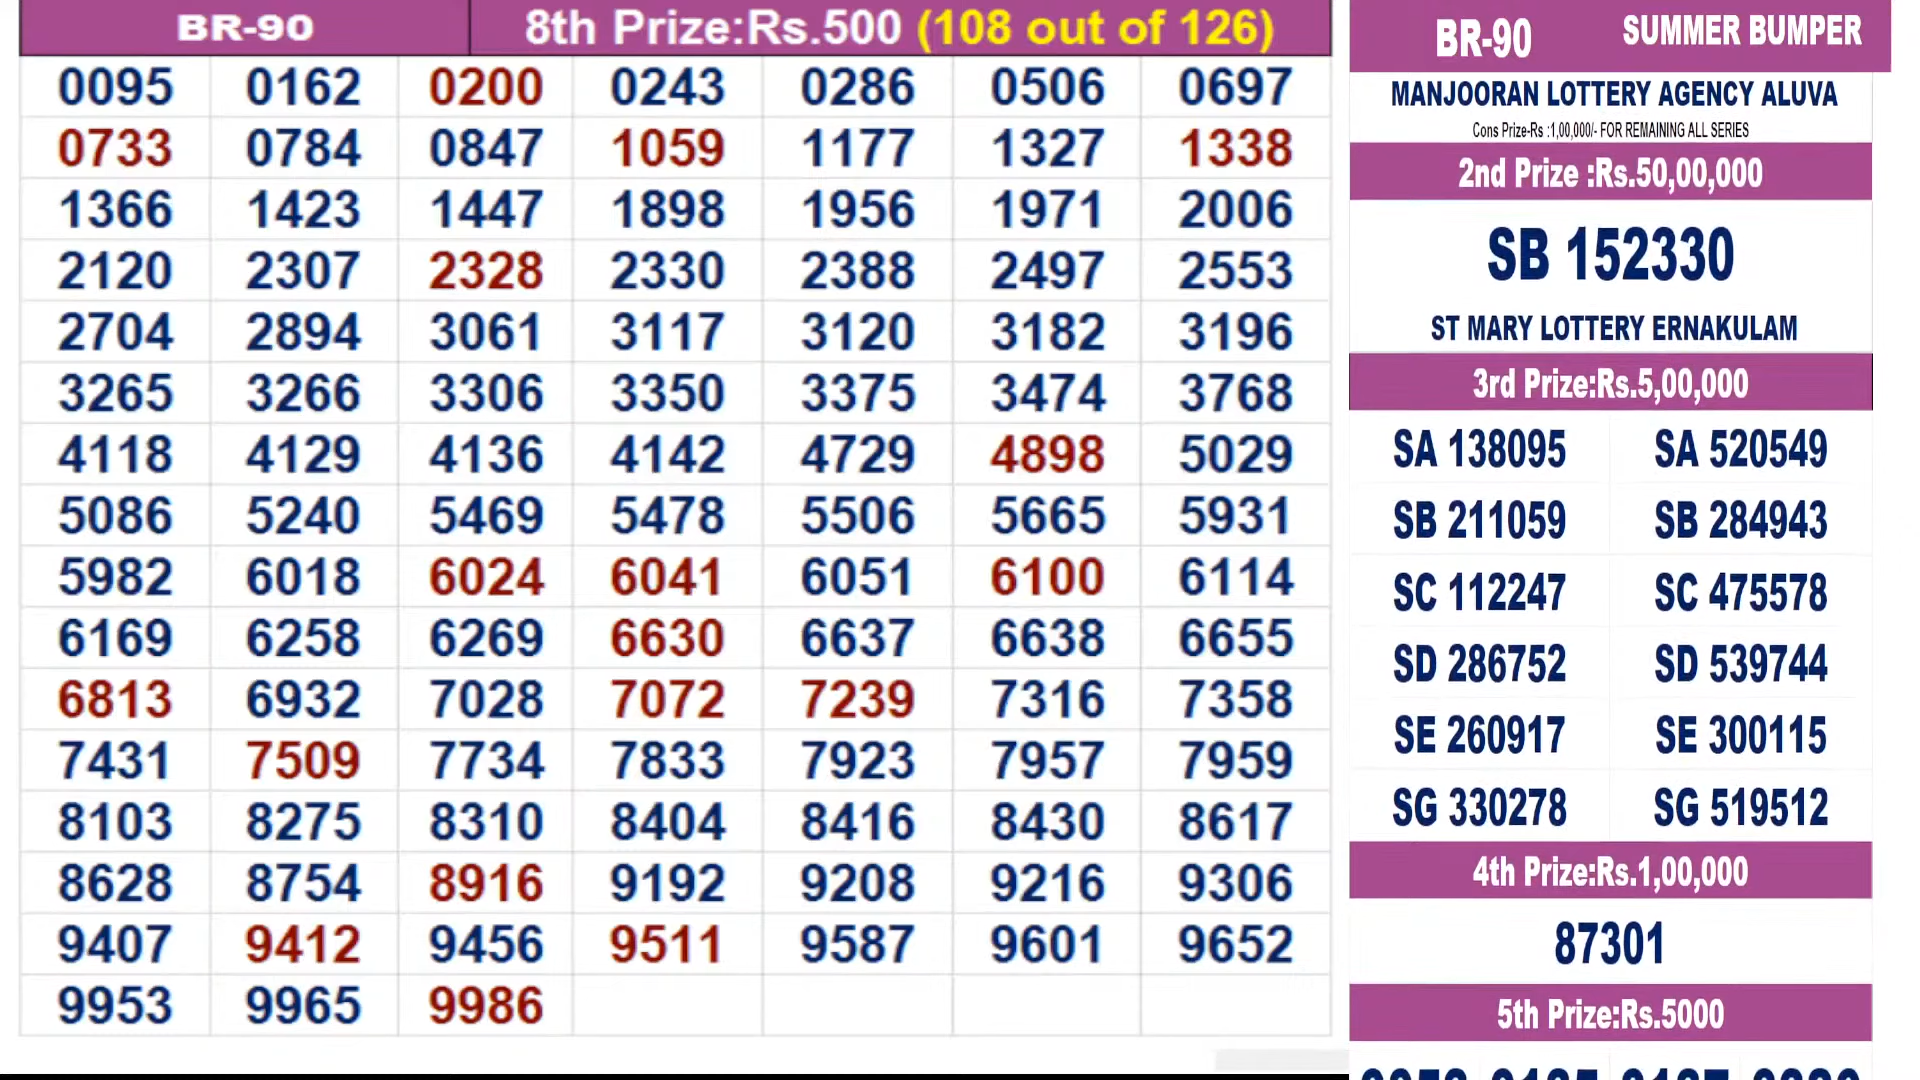 BR-90 8th Prize:Rs.500 (108 out of 126)
0095 0162 0200 0243 0286 0506 0697
0733 0784 0847 1059 1177 1327 1338
1366 1423 1447 1898 1956 1971 2006
2120 2307 2328 2330 2388 2497 2553
2704 2894 3061 3117 3120 3182 3196
3265 3266 3306 3350 3375 3474 3768
4118 4129 4136 4142 4729 4898 5029
5086 5240 5469 5478 5506 5665 5931
5982 6018 6024 6041 6051 6100 6114
6169 6258 6269 6630 6637 6638 6655
6813 6932 7028 7072 7239 7316 7358
7431 7509 7734 7833 7923 7957 7959
8103 8275 8310 8404 8416 8430 8617
8628 8754 8916 9192 9208 9216 9306
9407 9412 9456 9511 9587 9601 9652
9953 9965 9986
BR-90 SUMMER BUMPER
MANJOORAN LOTTERY AGENCY ALUVA
Cons Prize-Rs :1,00,000/- FOR REMAINING ALL SERIES
2nd Prize :Rs.50,00,000
SB 152330
ST MARY LOTTERY ERNAKULAM
3rd Prize:Rs.5,00,000
SA 138095 SA 520549
SB 211059 SB 284943
SC 112247 SC 475578
SD 286752 SD 539744
SE 260917 SE 300115
SG 330278 SG 519512
4th Prize:Rs.1,00,000
87301
5th Prize:Rs.5000